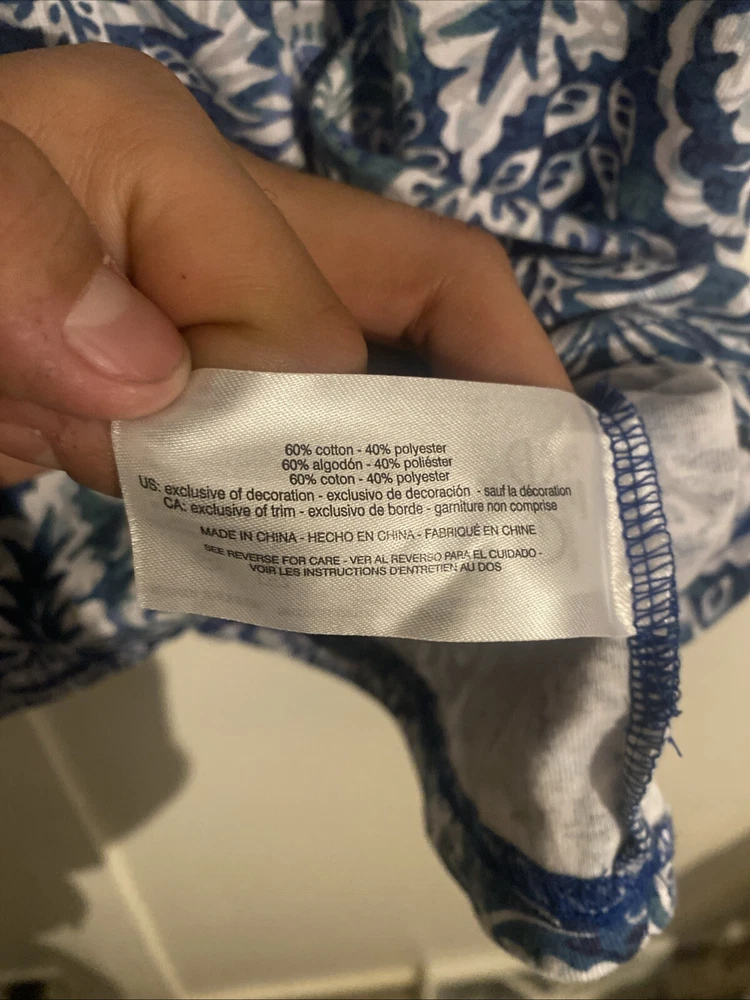 60% cotton - 40% polyester
60% algodón - 40% poliéster
60% coton - 40% polyester
US: exclusive of decoration - exclusivo de decoración - sauf la décoration
CA: exclusive of trim - exclusivo de borde - garniture non comprise
MADE IN CHINA - HECHO EN CHINA - FABRIQUÉ EN CHINE
SEE REVERSE FOR CARE - VER AL REVERSO PARA EL CUIDADO -
VOIR LES INSTRUCTIONS D'ENTRETIEN AU DOS